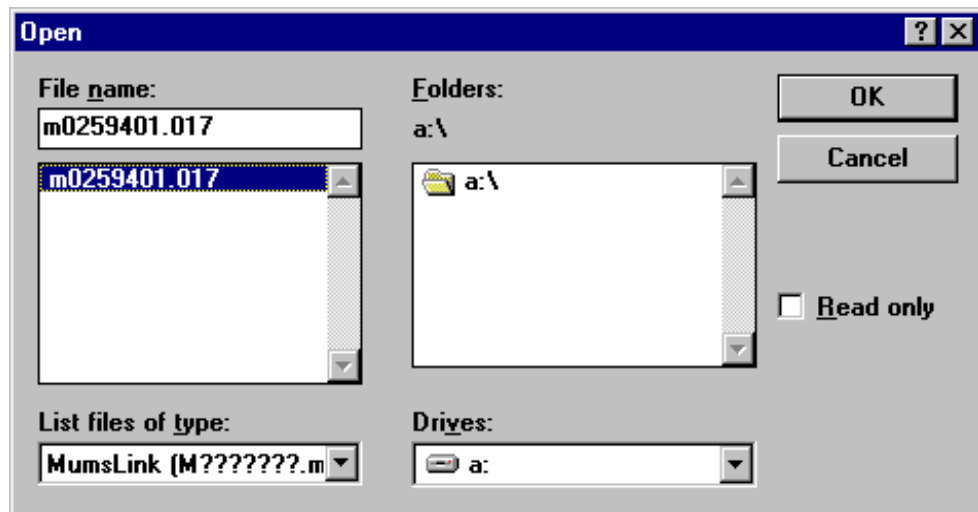 Open
File name:
m0259401.017
m0259401.017
List files of type:
MumsLink (M???????.m
Folders:
a:\
a:\
Drives:
a:
OK
Cancel
Read only